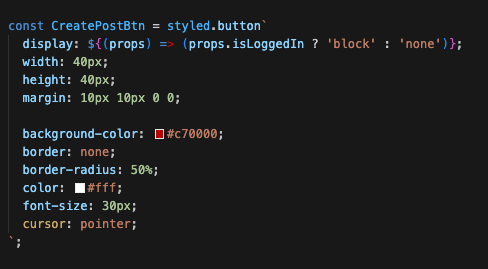 const CreatePostBtn = styled.button`
  display: ${(props) => (props.isLoggedIn ? 'block' : 'none')};
  width: 40px;
  height: 40px;
  margin: 10px 10px 0 0;

  background-color: #c70000;
  border: none;
  border-radius: 50%;
  color: #fff;
  font-size: 30px;
  cursor: pointer;
`;